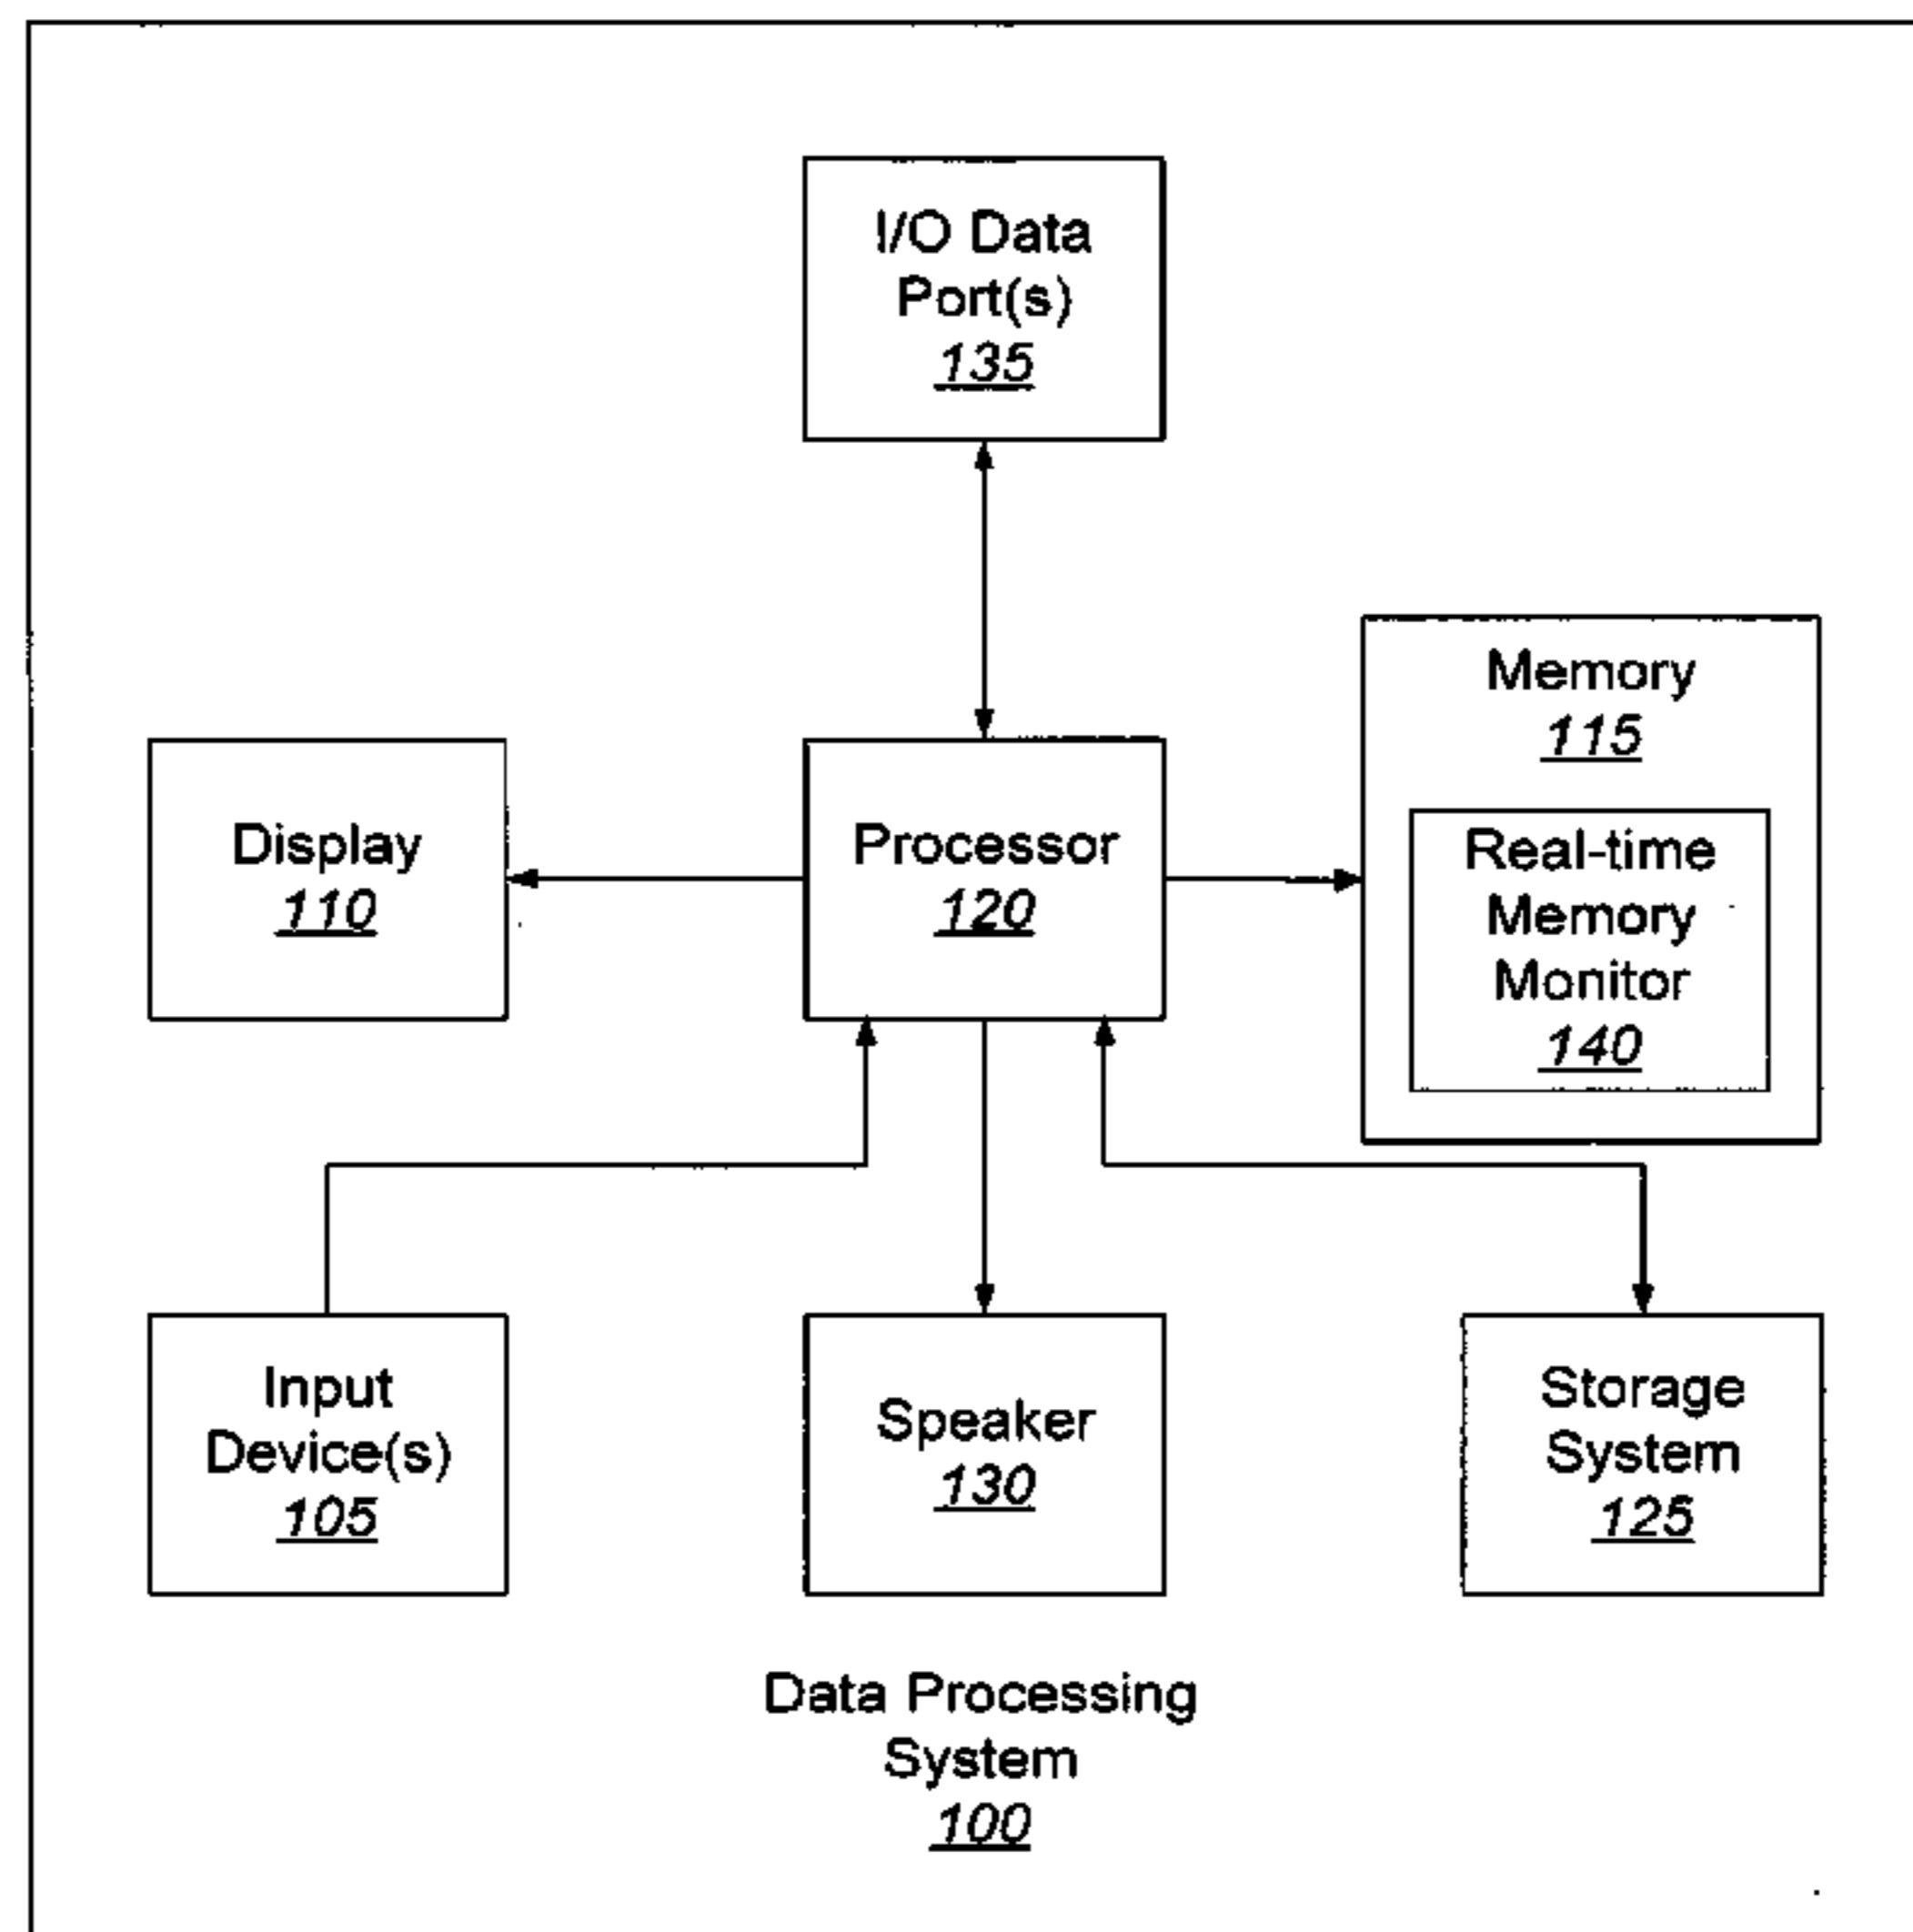 I/O Data
Port(s)
135
Memory
115
Display
110
Processor
120
Real-time
Memory
Monitor
140
Input
Device(s)
105
Speaker
130
Storage
System
125
Data Processing
System
100